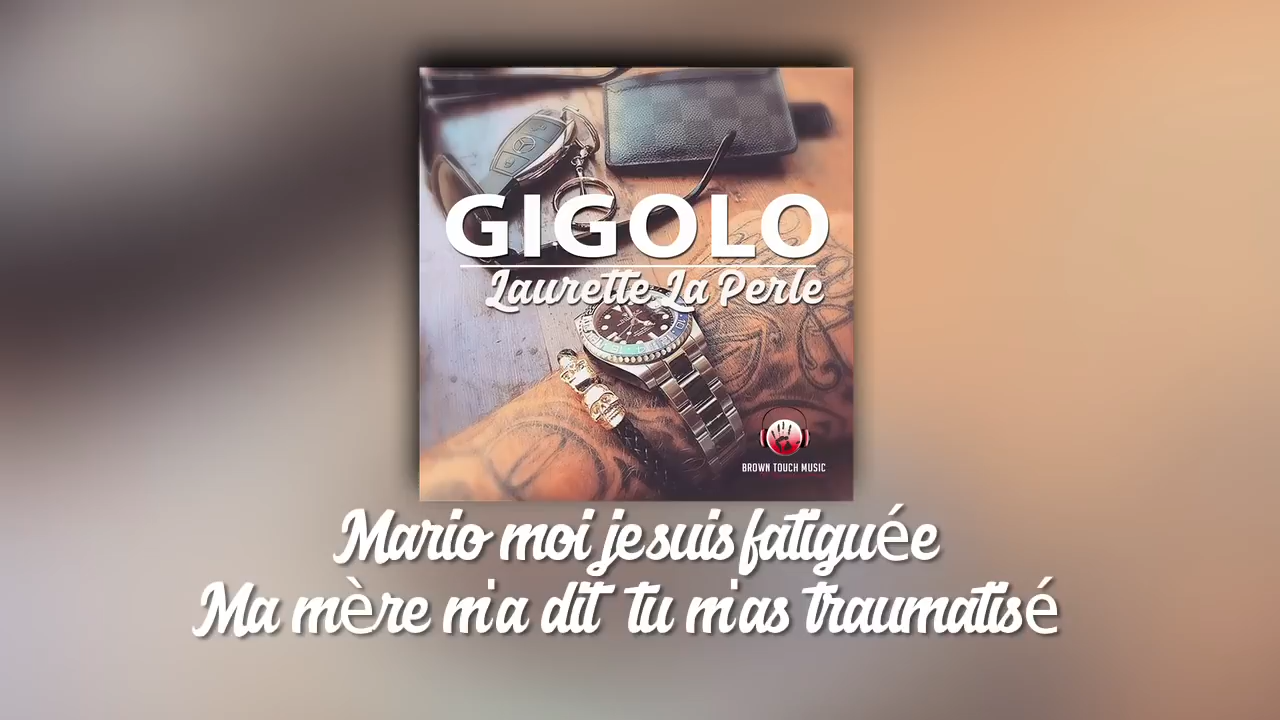 GIGOLO
Laurette La Perle
BROWN TOUCH MUSIC
Mario moi je suis fatiguée
Ma mère m'a dit tu m'as traumatisé